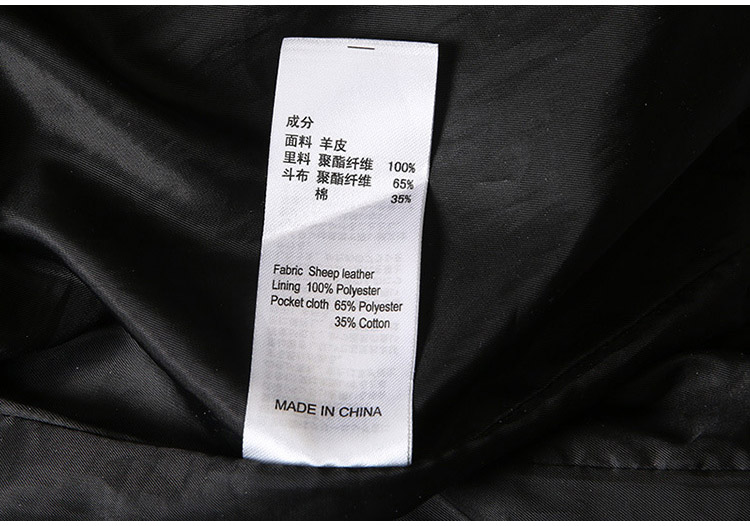 成分
面料 羊皮
里料 聚酯纤维 100%
斗布 聚酯纤维 65%
棉 35%
Fabric Sheep leather
Lining 100% Polyester
Pocket cloth 65% Polyester
35% Cotton
MADE IN CHINA